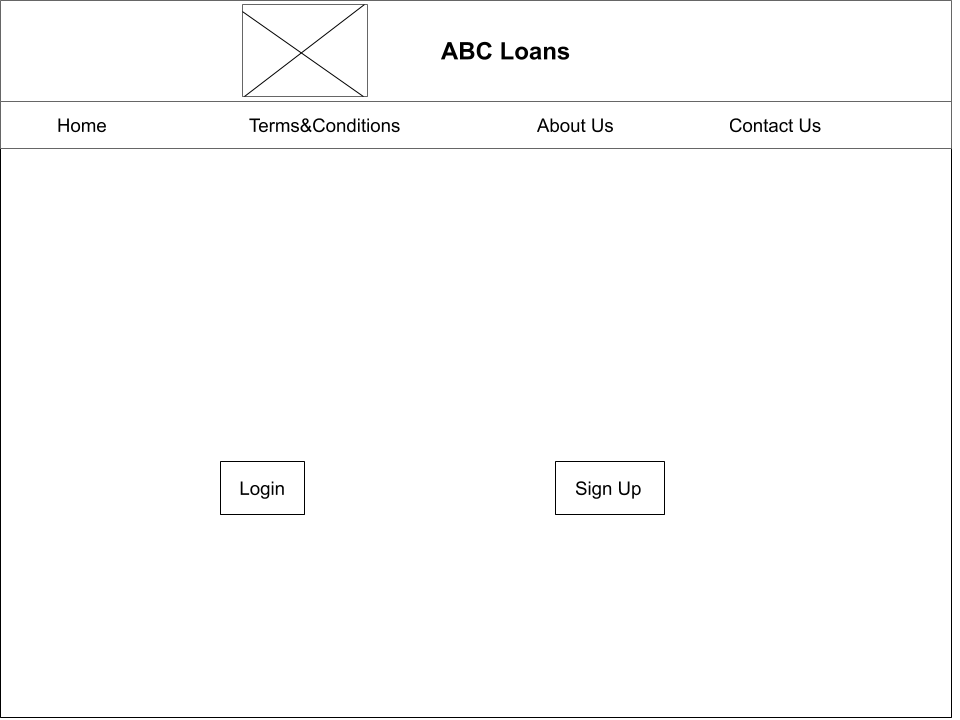 ABC Loans
Home Terms&Conditions About Us Contact Us
Login Sign Up